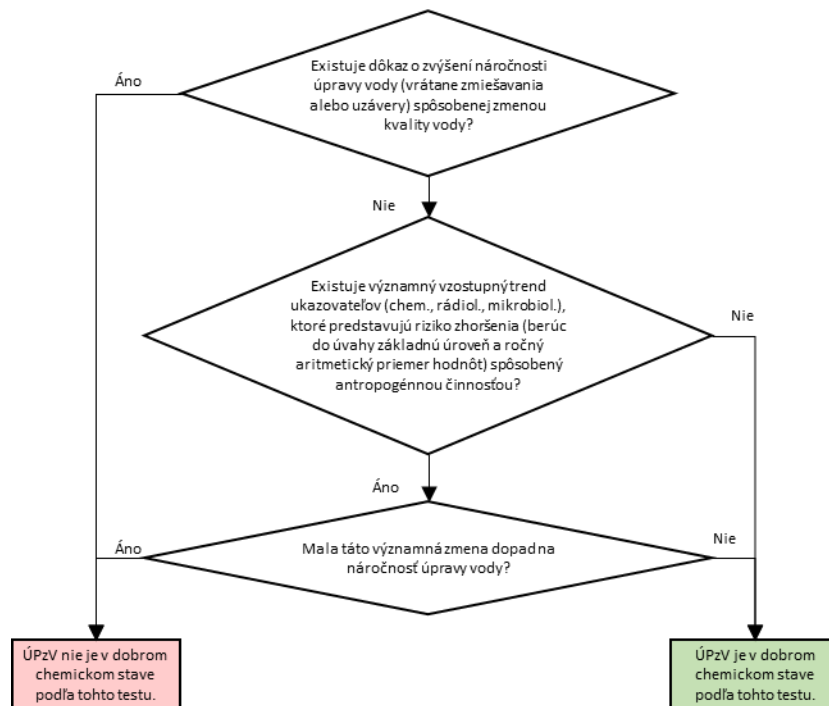 Existuje dôkaz o zvýšení náročnosti
úpravy vody (vrátane zmiešavania
alebo uzávery) spôsobenej zmenou
kvality vody?
Áno
Nie
Existuje významný vzostupný trend
ukazovateľov (chem., rádiol., mikrobiol.),
ktoré predstavujú riziko zhoršenia (berúc
do úvahy základnú úroveň a ročný
aritmetický priemer hodnôt) spôsobený
antropogénnou činnosťou?
Nie
Áno
Mala táto významná zmena dopad na
náročnosť úpravy vody?
Áno
Nie
ÚPzV nie je v dobrom
chemickom stave
podľa tohto testu.
ÚPzV je v dobrom
chemickom stave
podľa tohto testu.